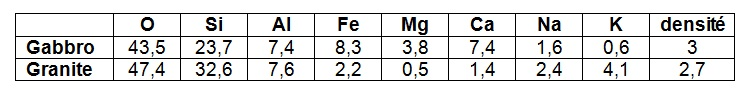 O Si Al Fe Mg Ca Na K densité
Gabbro 43,5 23,7 7,4 8,3 3,8 7,4 1,6 0,6 3
Granite 47,4 32,6 7,6 2,2 0,5 1,4 2,4 4,1 2,7